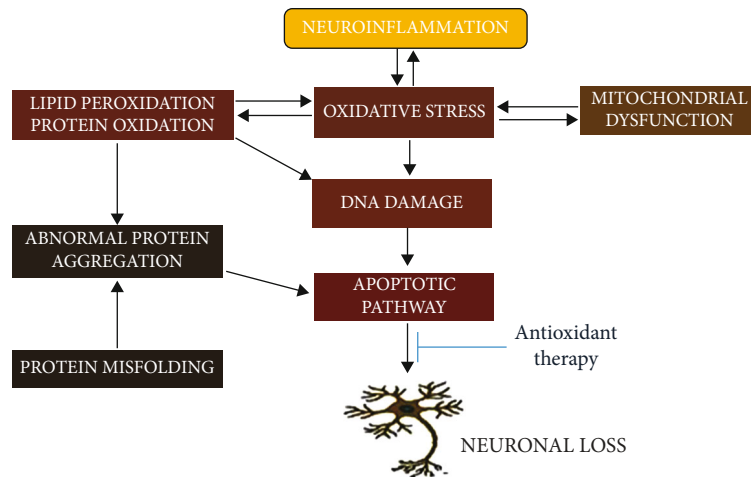 NEUROINFLAMMATION
LIPID PEROXIDATION
PROTEIN OXIDATION
OXIDATIVE STRESS
MITOCHONDRIAL
DYSFUNCTION
DNA DAMAGE
ABNORMAL PROTEIN
AGGREGATION
APOPTOTIC
PATHWAY
Antioxidant
therapy
PROTEIN MISFOLDING
NEURONAL LOSS